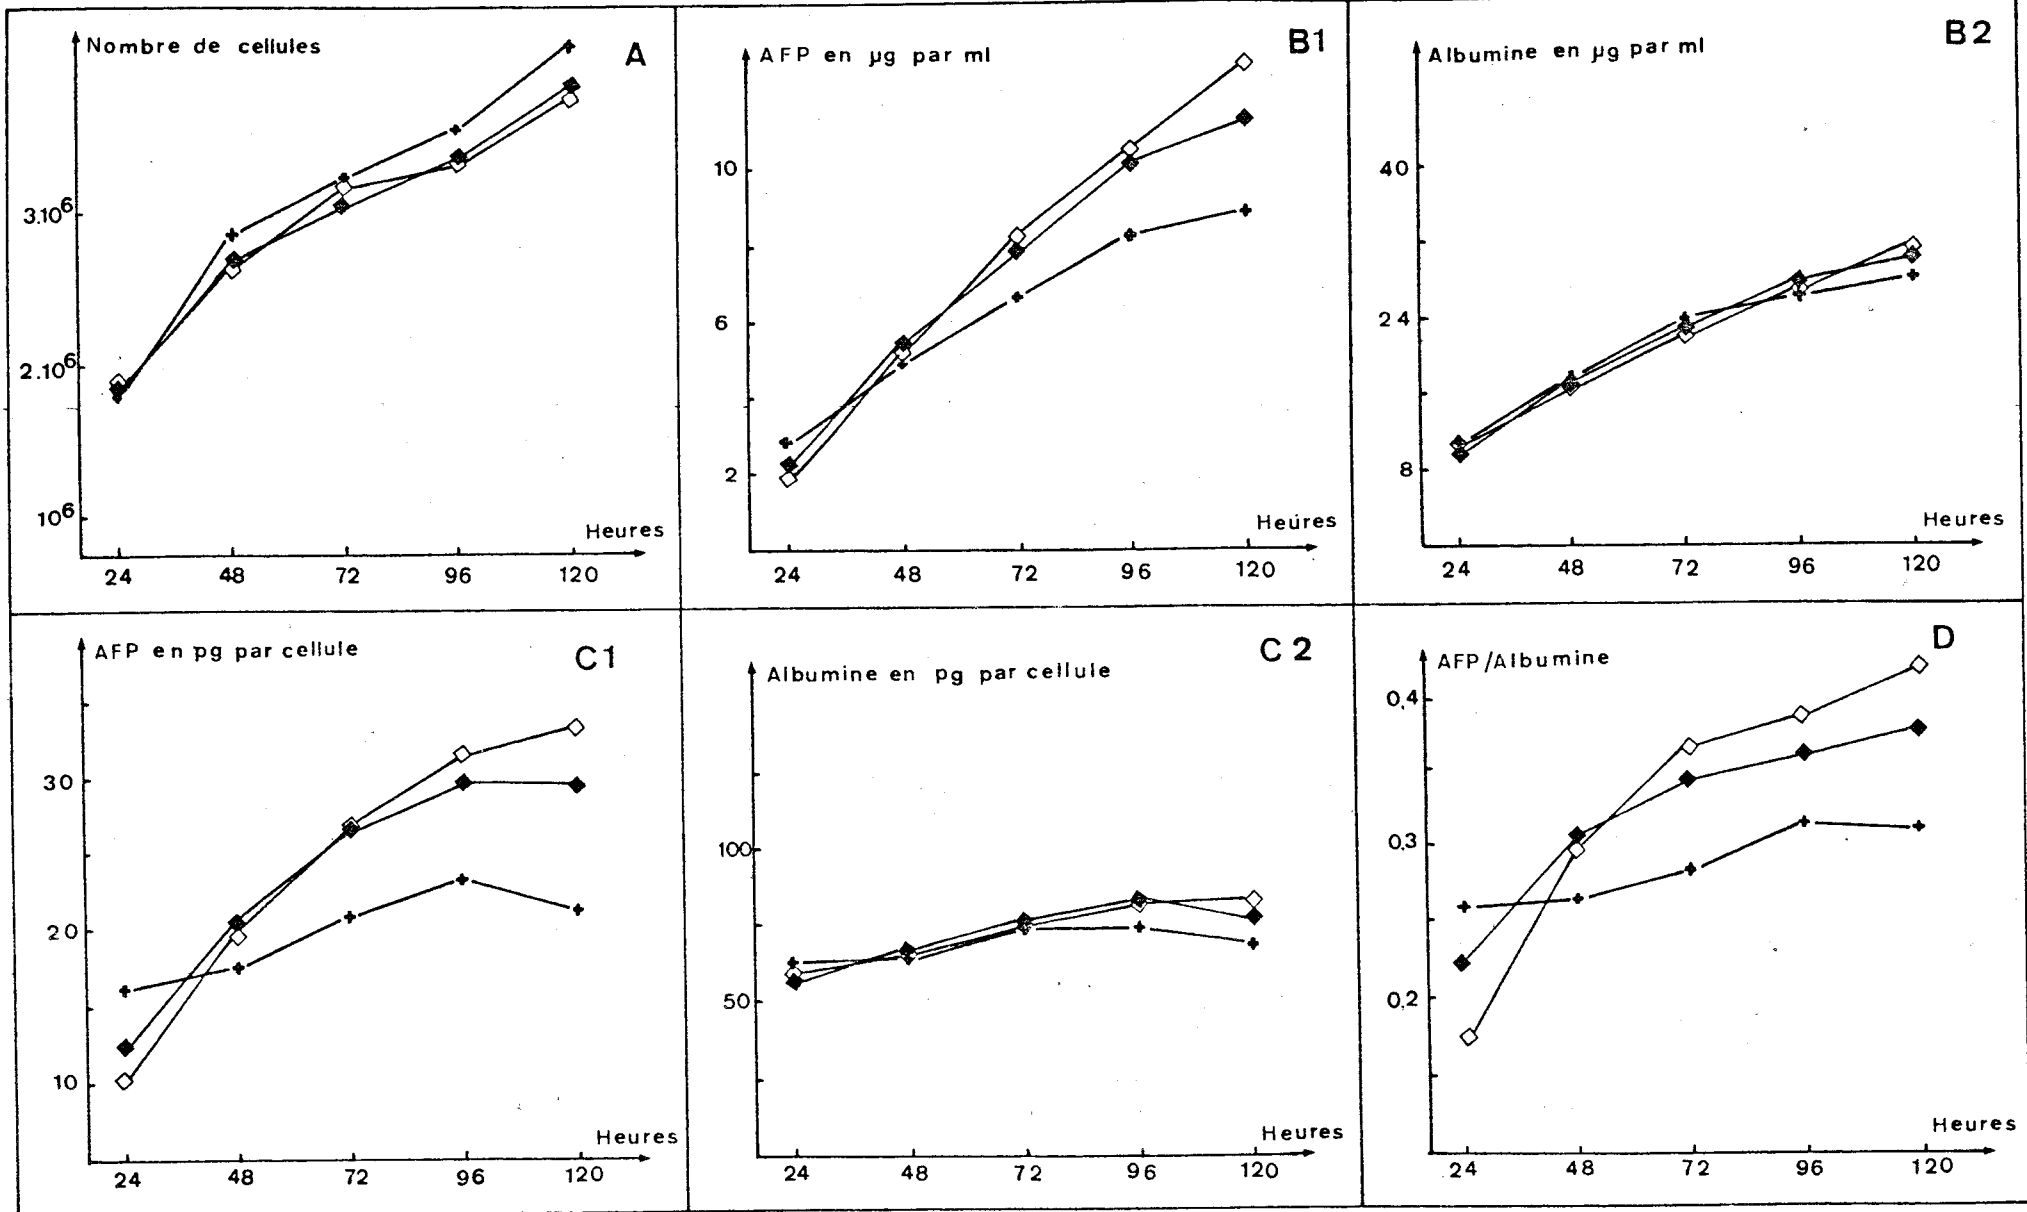 Nombre de cellules
A
3.10⁶
2.10⁶
10⁶
Heures
24 48 72 96 120
AFP en µg par ml
B1
10
6
2
Heures
24 48 72 96 120
Albumine en µg par ml
B2
40
24
8
Heures
24 48 72 96 120
AFP en pg par cellule
C1
30
20
10
Heures
24 48 72 96 120
Albumine en pg par cellule
C2
100
50
Heures
24 48 72 96 120
AFP/Albumine
D
0,4
0,3
0,2
Heures
24 48 72 96 120